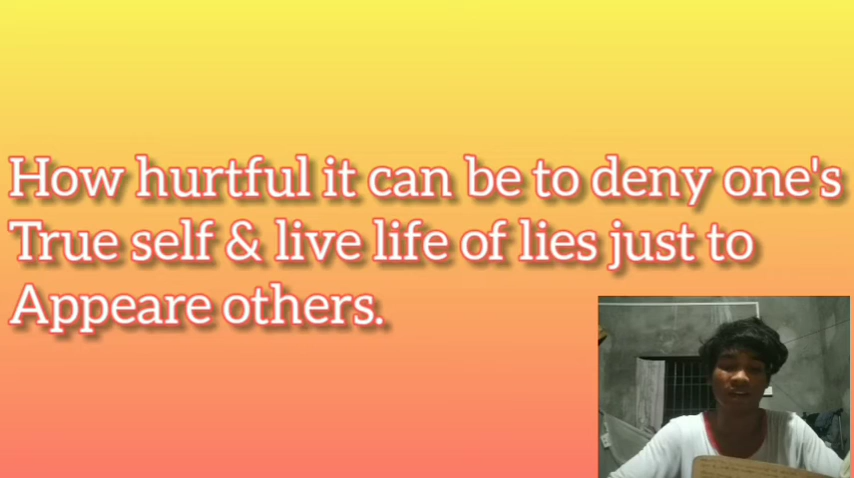 How hurtful it can be to deny one's
True self & live life of lies just to
Appeare others.